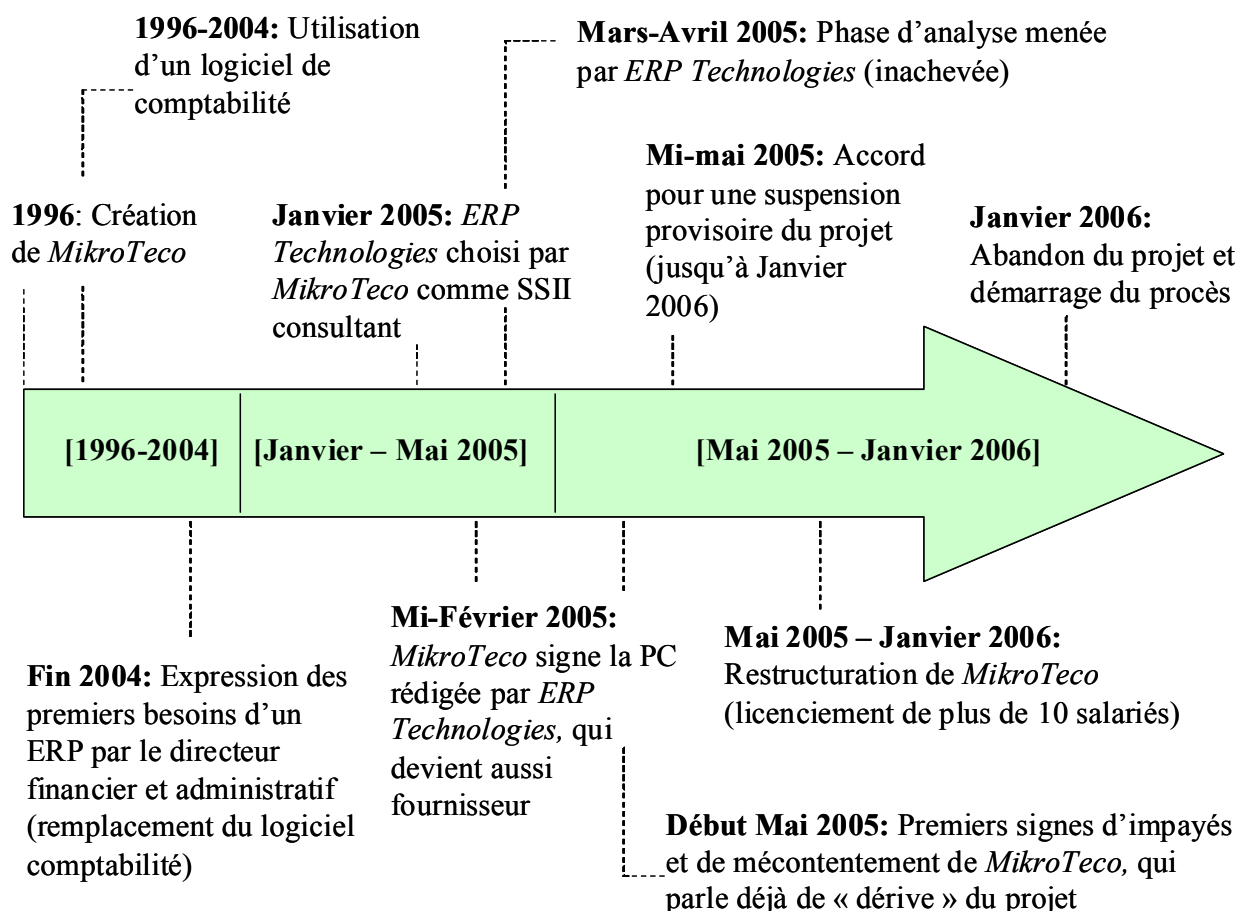 1996-2004: Utilisation
d’un logiciel de
comptabilité
Mars-Avril 2005: Phase d’analyse menée
par ERP Technologies (inachevée)
1996: Création
de MikroTeco
Janvier 2005: ERP
Technologies choisi par
MikroTeco comme SSII
consultant
Mi-mai 2005: Accord
pour une suspension
provisoire du projet
(jusqu’à Janvier
2006)
Janvier 2006:
Abandon du projet et
démarrage du procès
[1996-2004]
[Janvier – Mai 2005]
[Mai 2005 – Janvier 2006]
Fin 2004: Expression des
premiers besoins d’un
ERP par le directeur
financier et administratif
(remplacement du logiciel
comptabilité)
Mi-Février 2005:
MikroTeco signe la PC
rédigée par ERP
Technologies, qui
devient aussi
fournisseur
Mai 2005 – Janvier 2006:
Restructuration de MikroTeco
(licenciement de plus de 10 salariés)
Début Mai 2005: Premiers signes d’impayés
et de mécontentement de MikroTeco, qui
parle déjà de « dérive » du projet